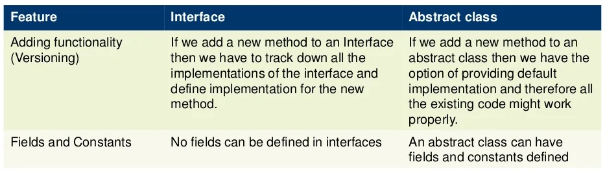 Feature Interface Abstract class
Adding functionality If we add a new method to an Interface If we add a new method to an
(Versioning) then we have to track down all the abstract class then we have the
implementations of the interface and option of providing default
define implementation for the new implementation and therefore all
method. the existing code might work
properly.
Fields and Constants No fields can be defined in interfaces An abstract class can have
fields and constants defined